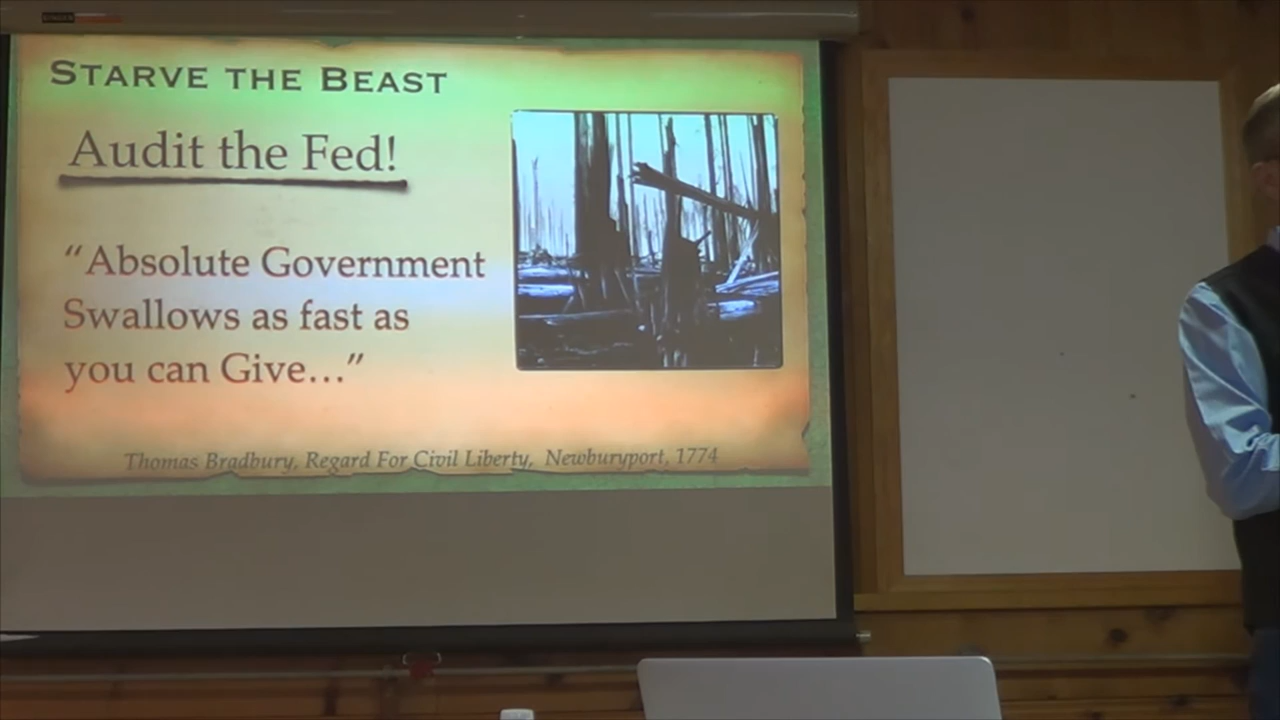 STARVE THE BEAST
Audit the Fed!
“Absolute Government
Swallows as fast as
you can Give…”
Thomas Bradbury, Regard For Civil Liberty, Newburyport, 1774